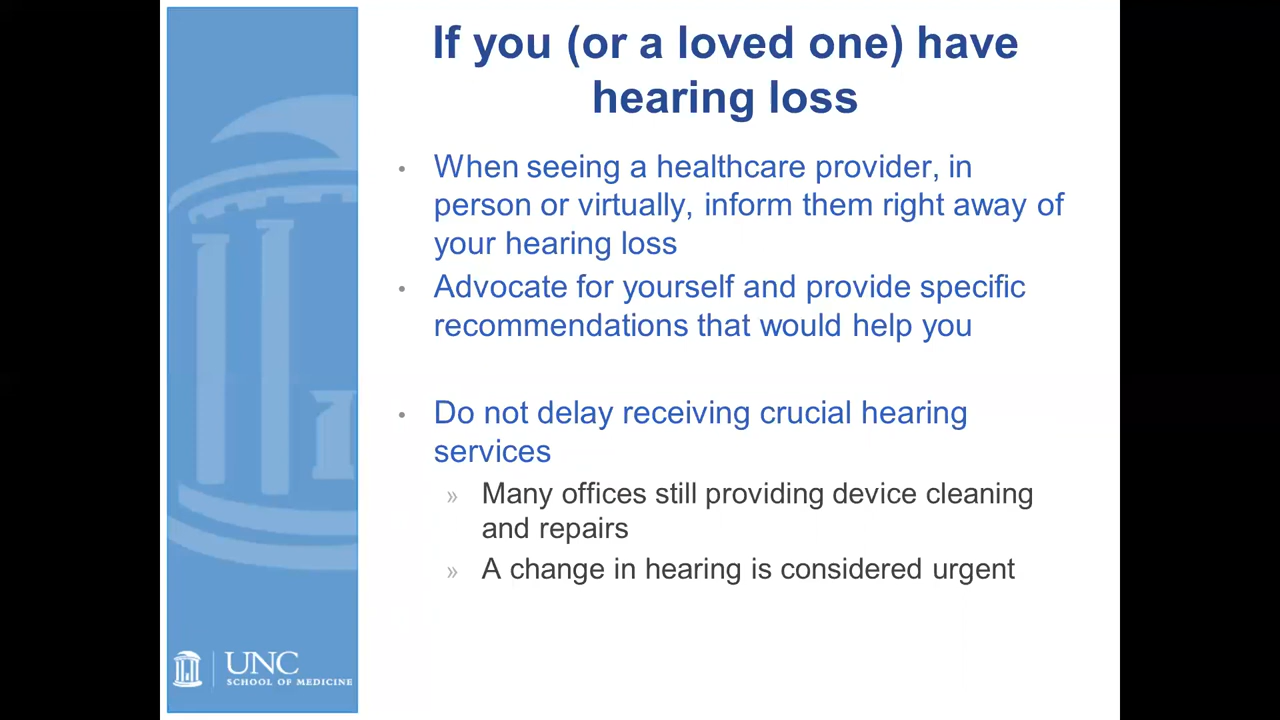 If you (or a loved one) have
hearing loss
• When seeing a healthcare provider, in
person or virtually, inform them right away of
your hearing loss
• Advocate for yourself and provide specific
recommendations that would help you
• Do not delay receiving crucial hearing
services
» Many offices still providing device cleaning
and repairs
» A change in hearing is considered urgent
UNC
SCHOOL OF MEDICINE